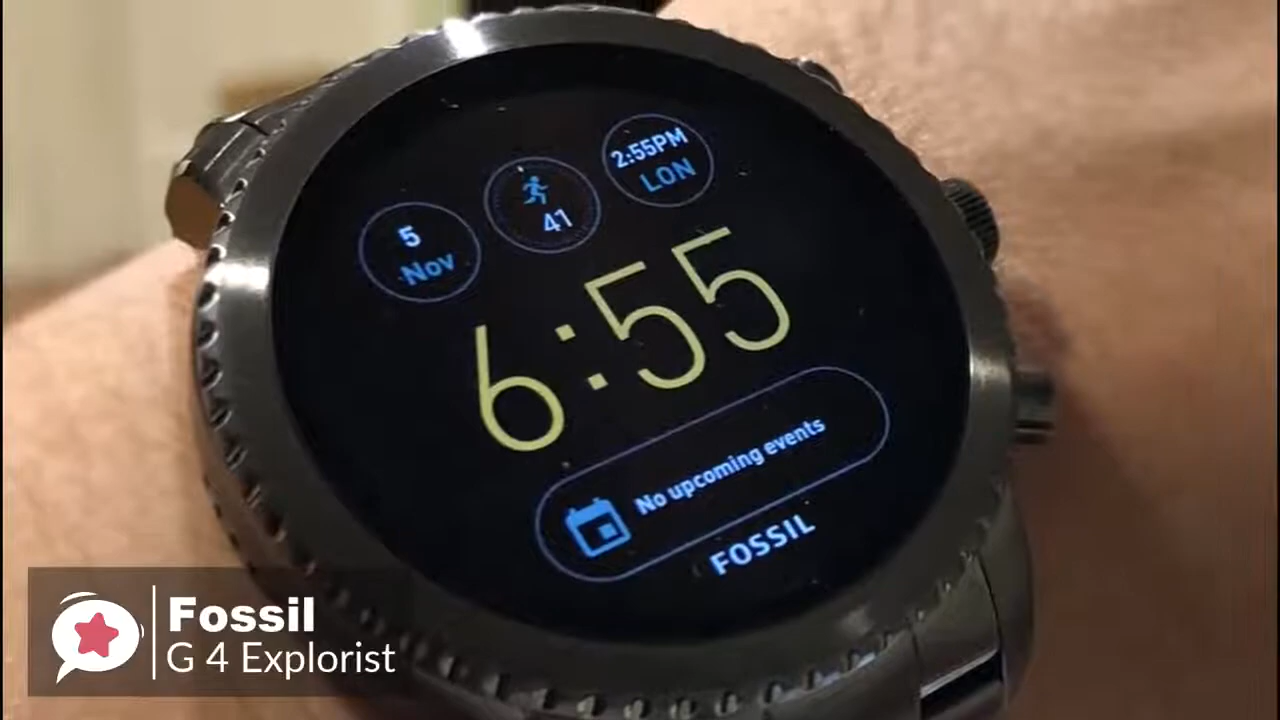 2:55PM
LON
41
5
Nov
6:55
No upcoming events
FOSSIL
Fossil
G 4 Explorist